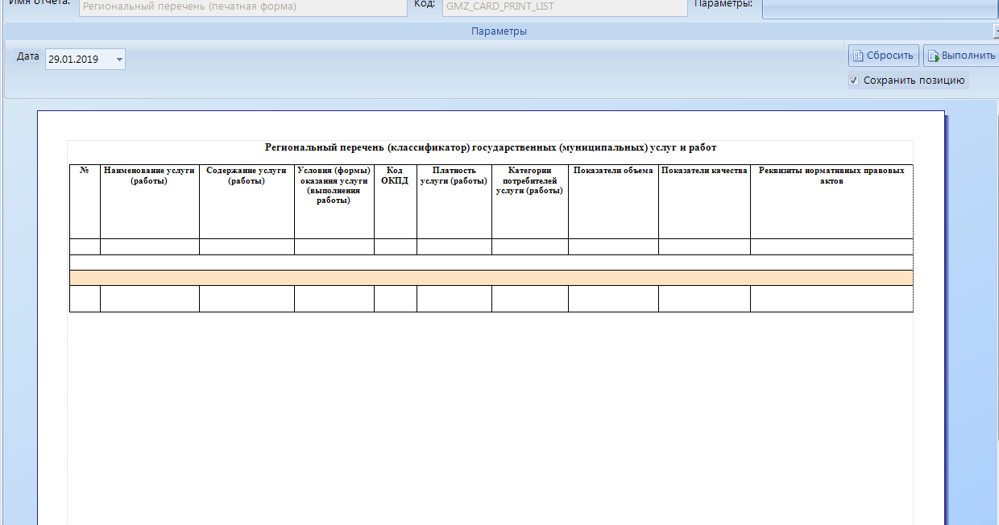 Имя отчета: Региональный перечень (печатная форма) Код: GMZ_CARD_PRINT_LIST Параметры:
Параметры
Дата 29.01.2019 Сбросить Выполнить
Сохранить позицию
Региональный перечень (классификатор) государственных (муниципальных) услуг и работ
№ Наименование услуги Содержание услуги Условия (формы) Код Платность Категории Показатели объема Показатели качества Реквизиты нормативных правовых
(работы) (работы) оказания услуги ОКПД услуги (работы) потребителей актов
(выполнения услуги (работы)
работы)